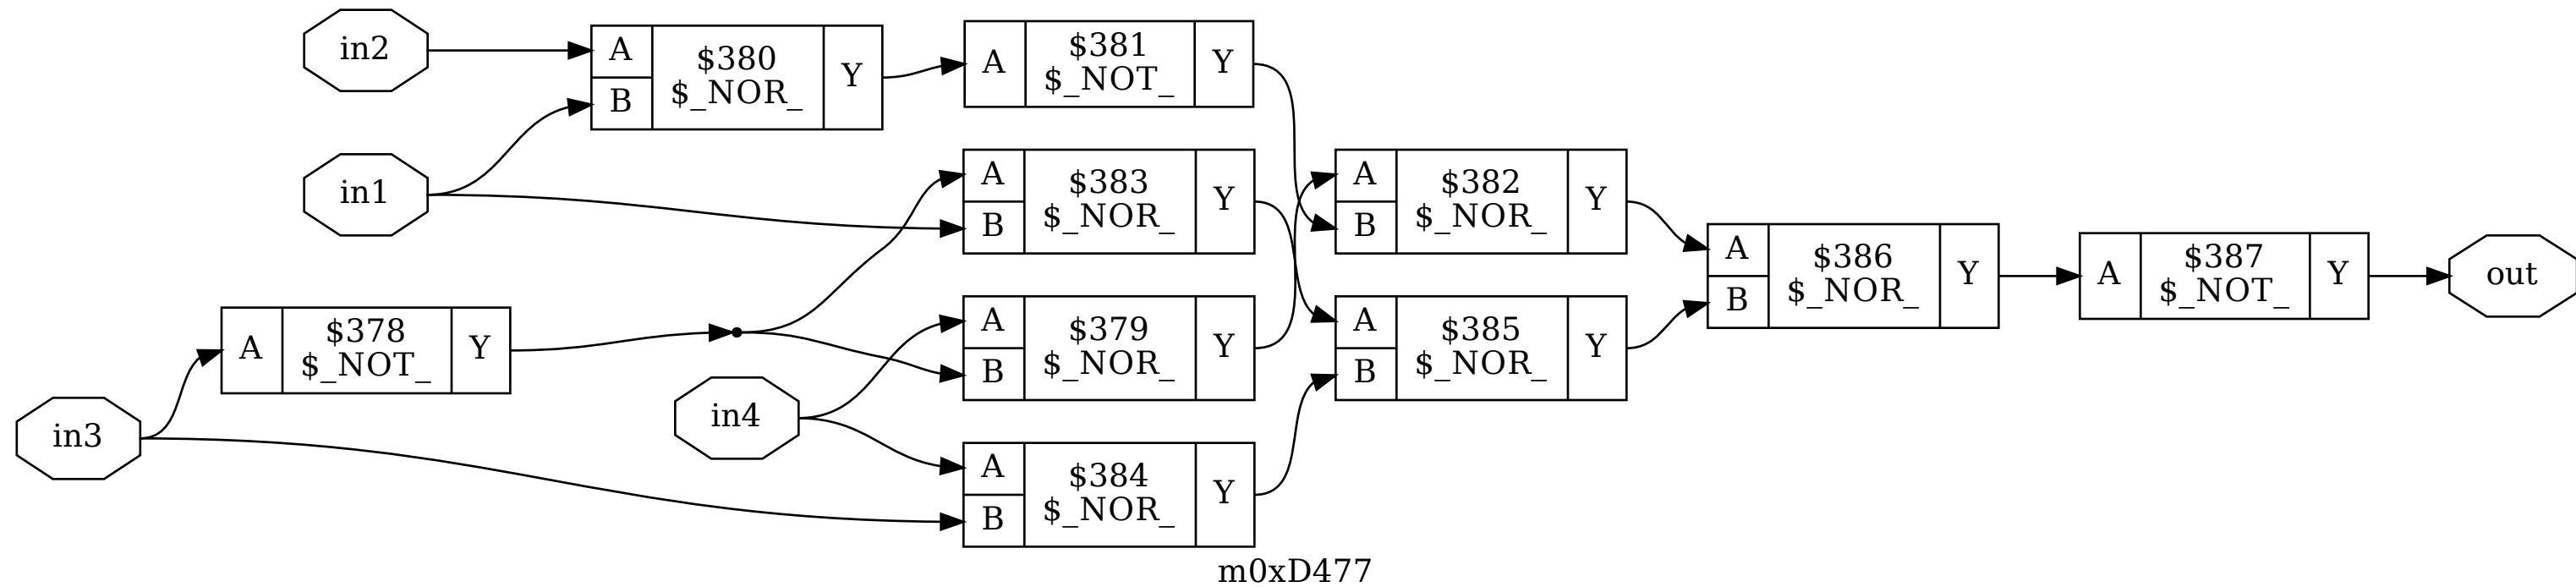 in2
in1
in3
in4
A
B
$380
$_NOR_
Y
A
$381
$_NOT_
Y
A
B
$383
$_NOR_
Y
A
$378
$_NOT_
Y
A
B
$379
$_NOR_
Y
A
B
$384
$_NOR_
Y
A
B
$382
$_NOR_
Y
A
B
$385
$_NOR_
Y
A
B
$386
$_NOR_
Y
A
$387
$_NOT_
Y
out
m0xD477